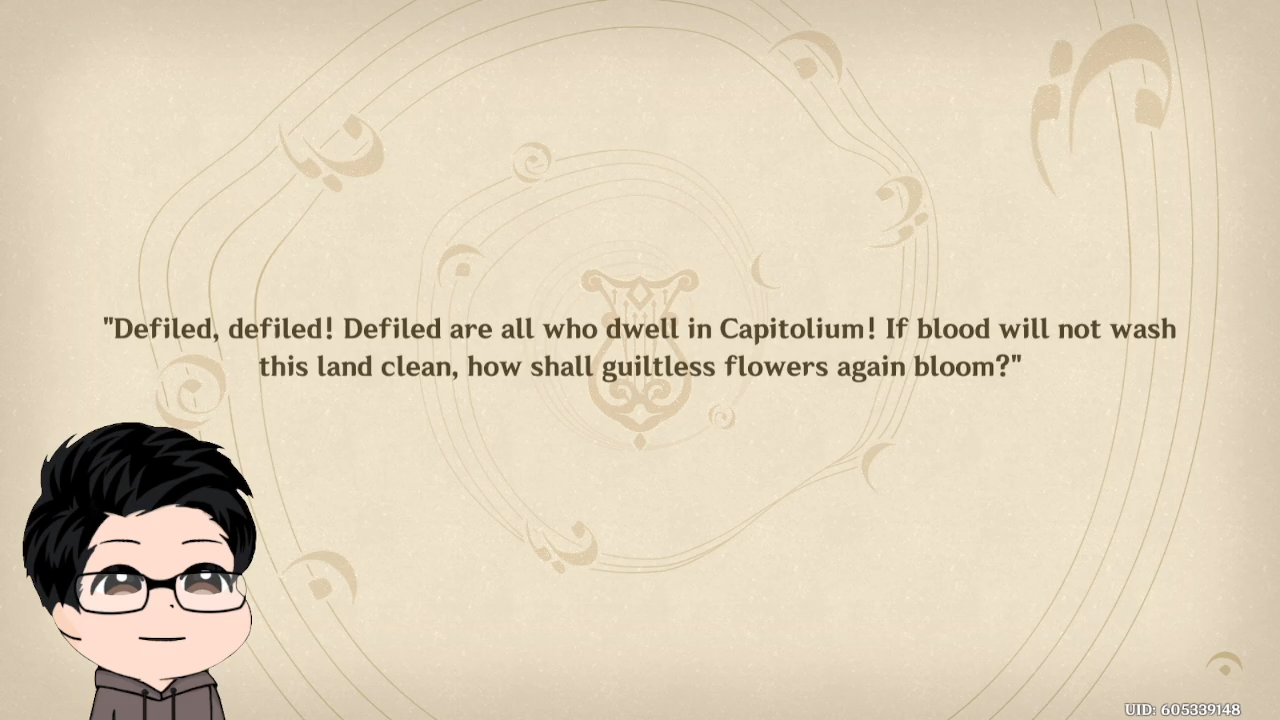 "Defiled, defiled! Defiled are all who dwell in Capitolium! If blood will not wash
this land clean, how shall guiltless flowers again bloom?"
UID: 605339148